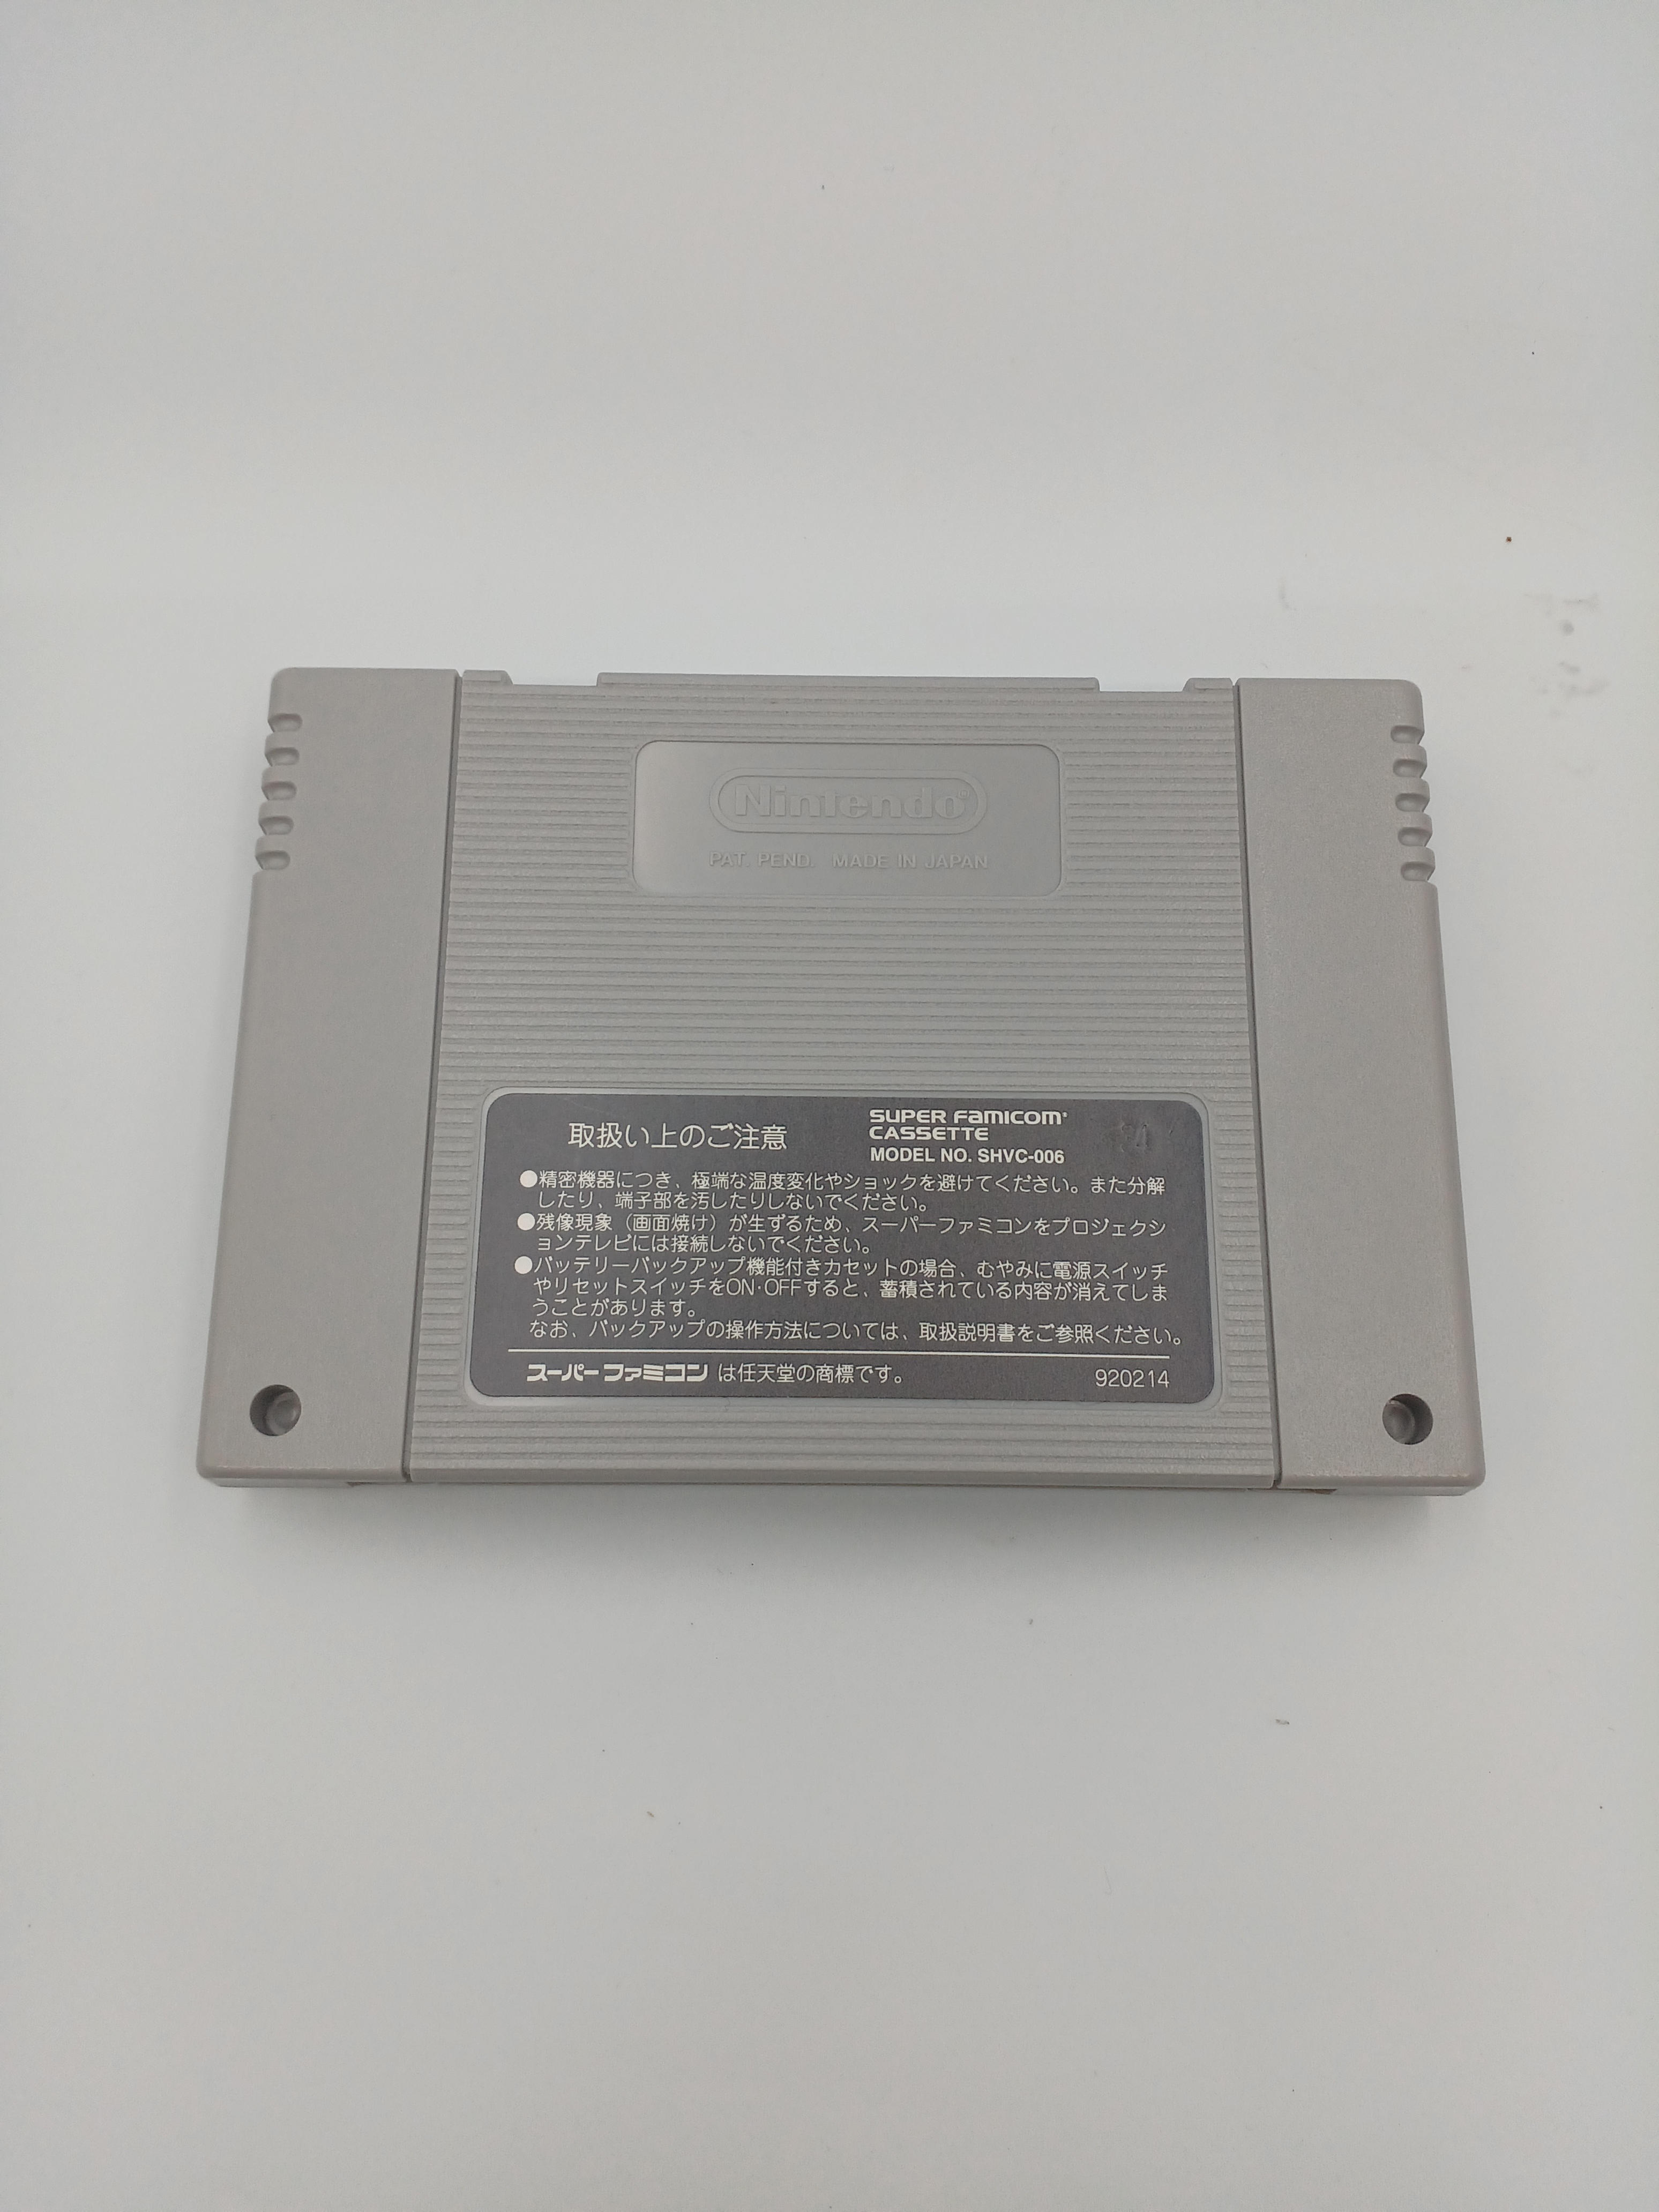 Nintendo®
PAT. PEND. MADE IN JAPAN
取扱い上のご注意
SUPER FAMICOM
CASSETTE
MODEL NO. SHVC-006
●精密機器につき、極端な温度変化やショックを避けてください。また分解
したり、端子部を汚したりしないでください。
●残像現象(画面焼け)が生ずるため、スーパーファミコンをプロジェクシ
ョンテレビには接続しないでください。
●バッテリーバックアップ機能付きカセットの場合、むやみに電源スイッチ
やリセットスイッチをON·OFFすると、蓄積されている内容が消えてしま
うことがあります。
なお、バックアップの操作方法については、取扱説明書をご参照ください。
スーパーファミコン は任天堂の商標です。
920214